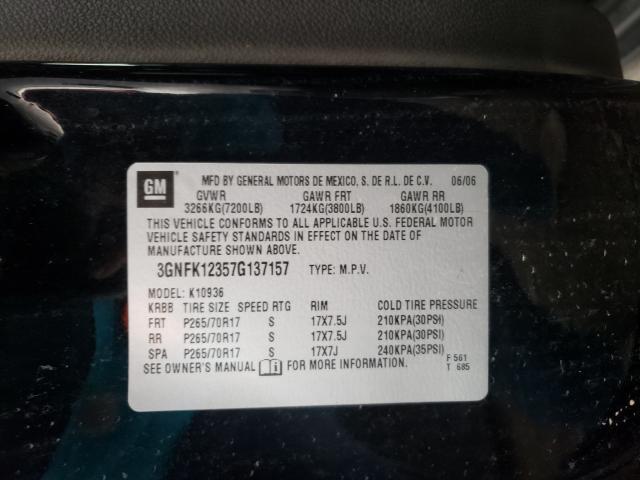 GM
MFD BY GENERAL MOTORS DE MEXICO, S. DE R.L. DE C.V. 06/06
GVWR GAWR FRT GAWR RR
3266KG(7200LB) 1724KG(3800LB) 1860KG(4100LB)
THIS VEHICLE CONFORMS TO ALL APPLICABLE U.S. FEDERAL MOTOR
VEHICLE SAFETY STANDARDS IN EFFECT ON THE DATE OF
MANUFACTURE SHOWN ABOVE.
3GNFK12357G137157 TYPE: M.P.V.
MODEL: K10936
KRBB TIRE SIZE SPEED RTG RIM COLD TIRE PRESSURE
FRT P265/70R17 S 17X7.5J 210KPA(30PSI)
RR P265/70R17 S 17X7.5J 210KPA(30PSI)
SPA P265/70R17 S 17X7J 240KPA(35PSI)
SEE OWNER'S MANUAL i FOR MORE INFORMATION.
F 561
T 685